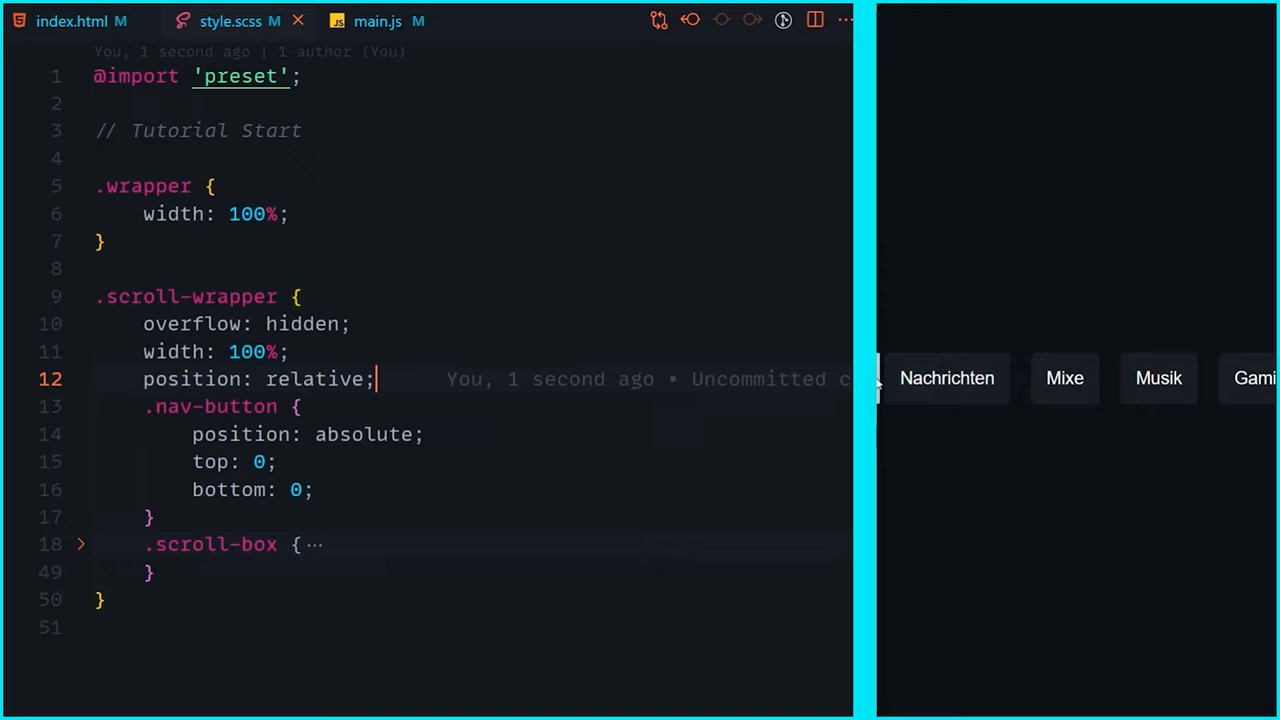 index.html M style.scss M main.js M
You, 1 second ago | 1 author (You)
1 @import 'preset';
2
3 // Tutorial Start
4
5 .wrapper {
6 width: 100%;
7 }
8
9 .scroll-wrapper {
10 overflow: hidden;
11 width: 100%;
12 position: relative; You, 1 second ago • Uncommitted c
13 .nav-button {
14 position: absolute;
15 top: 0;
16 bottom: 0;
17 }
18 .scroll-box { ···
49 }
50 }
51
Nachrichten Mixe Musik Gami